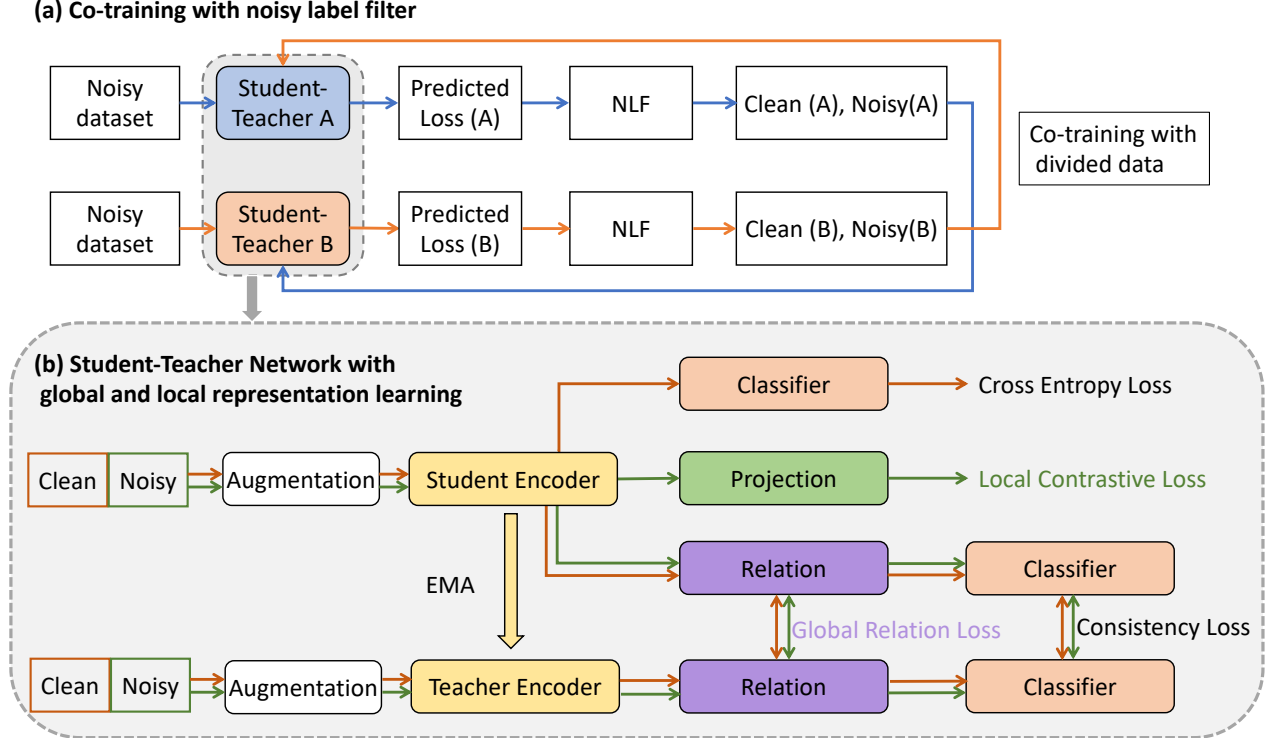 (a) Co-training with noisy label filter
Noisy
dataset
Student-
Teacher A
Predicted
Loss (A)
NLF
Clean (A), Noisy(A)
Co-training with
divided data
Noisy
dataset
Student-
Teacher B
Predicted
Loss (B)
NLF
Clean (B), Noisy(B)
(b) Student-Teacher Network with
global and local representation learning
Classifier
Cross Entropy Loss
Clean
Noisy
Augmentation
Student Encoder
Projection
Local Contrastive Loss
EMA
Relation
Classifier
Global Relation Loss
Consistency Loss
Clean
Noisy
Augmentation
Teacher Encoder
Relation
Classifier